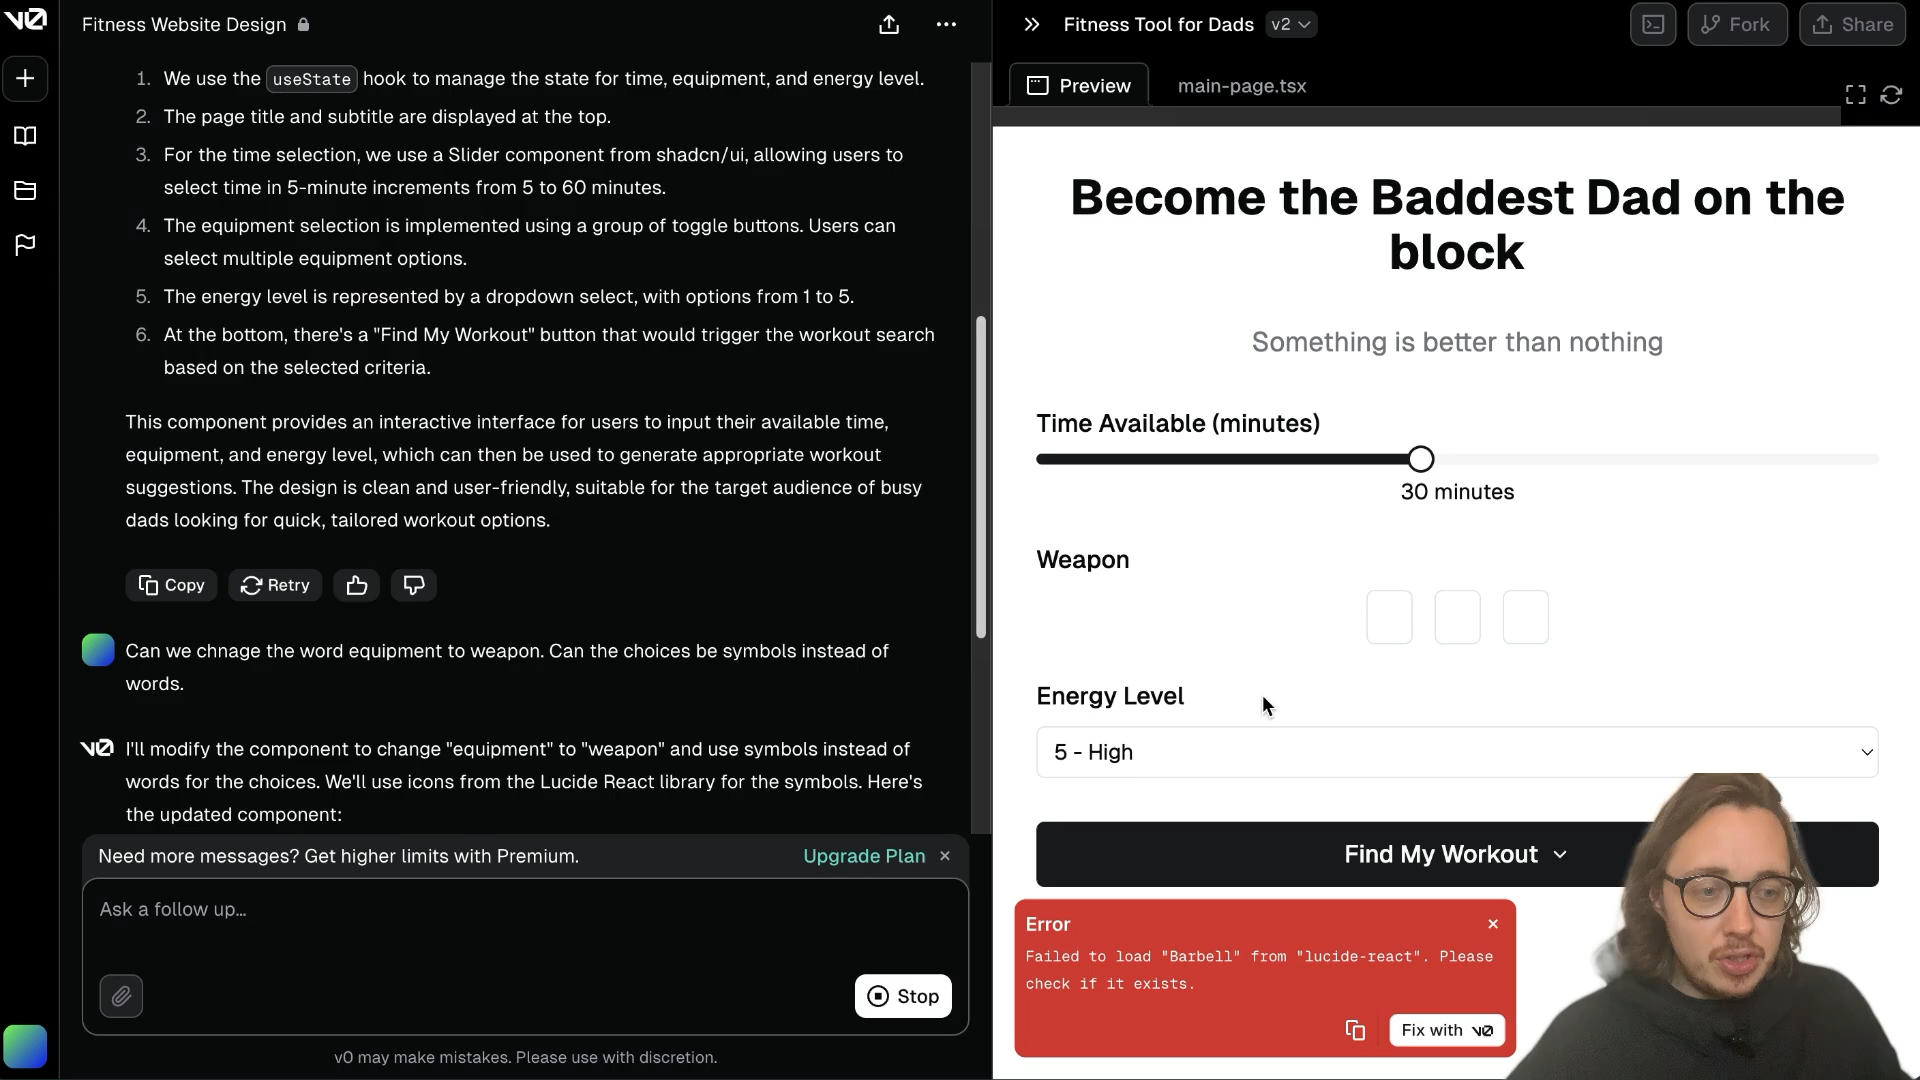 v0
Fitness Website Design
1. We use the useState hook to manage the state for time, equipment, and energy level.
2. The page title and subtitle are displayed at the top.
3. For the time selection, we use a Slider component from shadcn/ui, allowing users to
select time in 5-minute increments from 5 to 60 minutes.
4. The equipment selection is implemented using a group of toggle buttons. Users can
select multiple equipment options.
5. The energy level is represented by a dropdown select, with options from 1 to 5.
6. At the bottom, there's a "Find My Workout" button that would trigger the workout search
based on the selected criteria.
This component provides an interactive interface for users to input their available time,
equipment, and energy level, which can then be used to generate appropriate workout
suggestions. The design is clean and user-friendly, suitable for the target audience of busy
dads looking for quick, tailored workout options.
Copy
Retry
Can we chnage the word equipment to weapon. Can the choices be symbols instead of
words.
v0
I'll modify the component to change "equipment" to "weapon" and use symbols instead of
words for the choices. We'll use icons from the Lucide React library for the symbols. Here's
the updated component:
Need more messages? Get higher limits with Premium.
Upgrade Plan
Ask a follow up...
Stop
v0 may make mistakes. Please use with discretion.
Fitness Tool for Dads
v2
Fork
Share
Preview
main-page.tsx
Become the Baddest Dad on the
block
Something is better than nothing
Time Available (minutes)
30 minutes
Weapon
Energy Level
5 - High
Find My Workout
Error
Failed to load "Barbell" from "lucide-react". Please
check if it exists.
Fix with v0